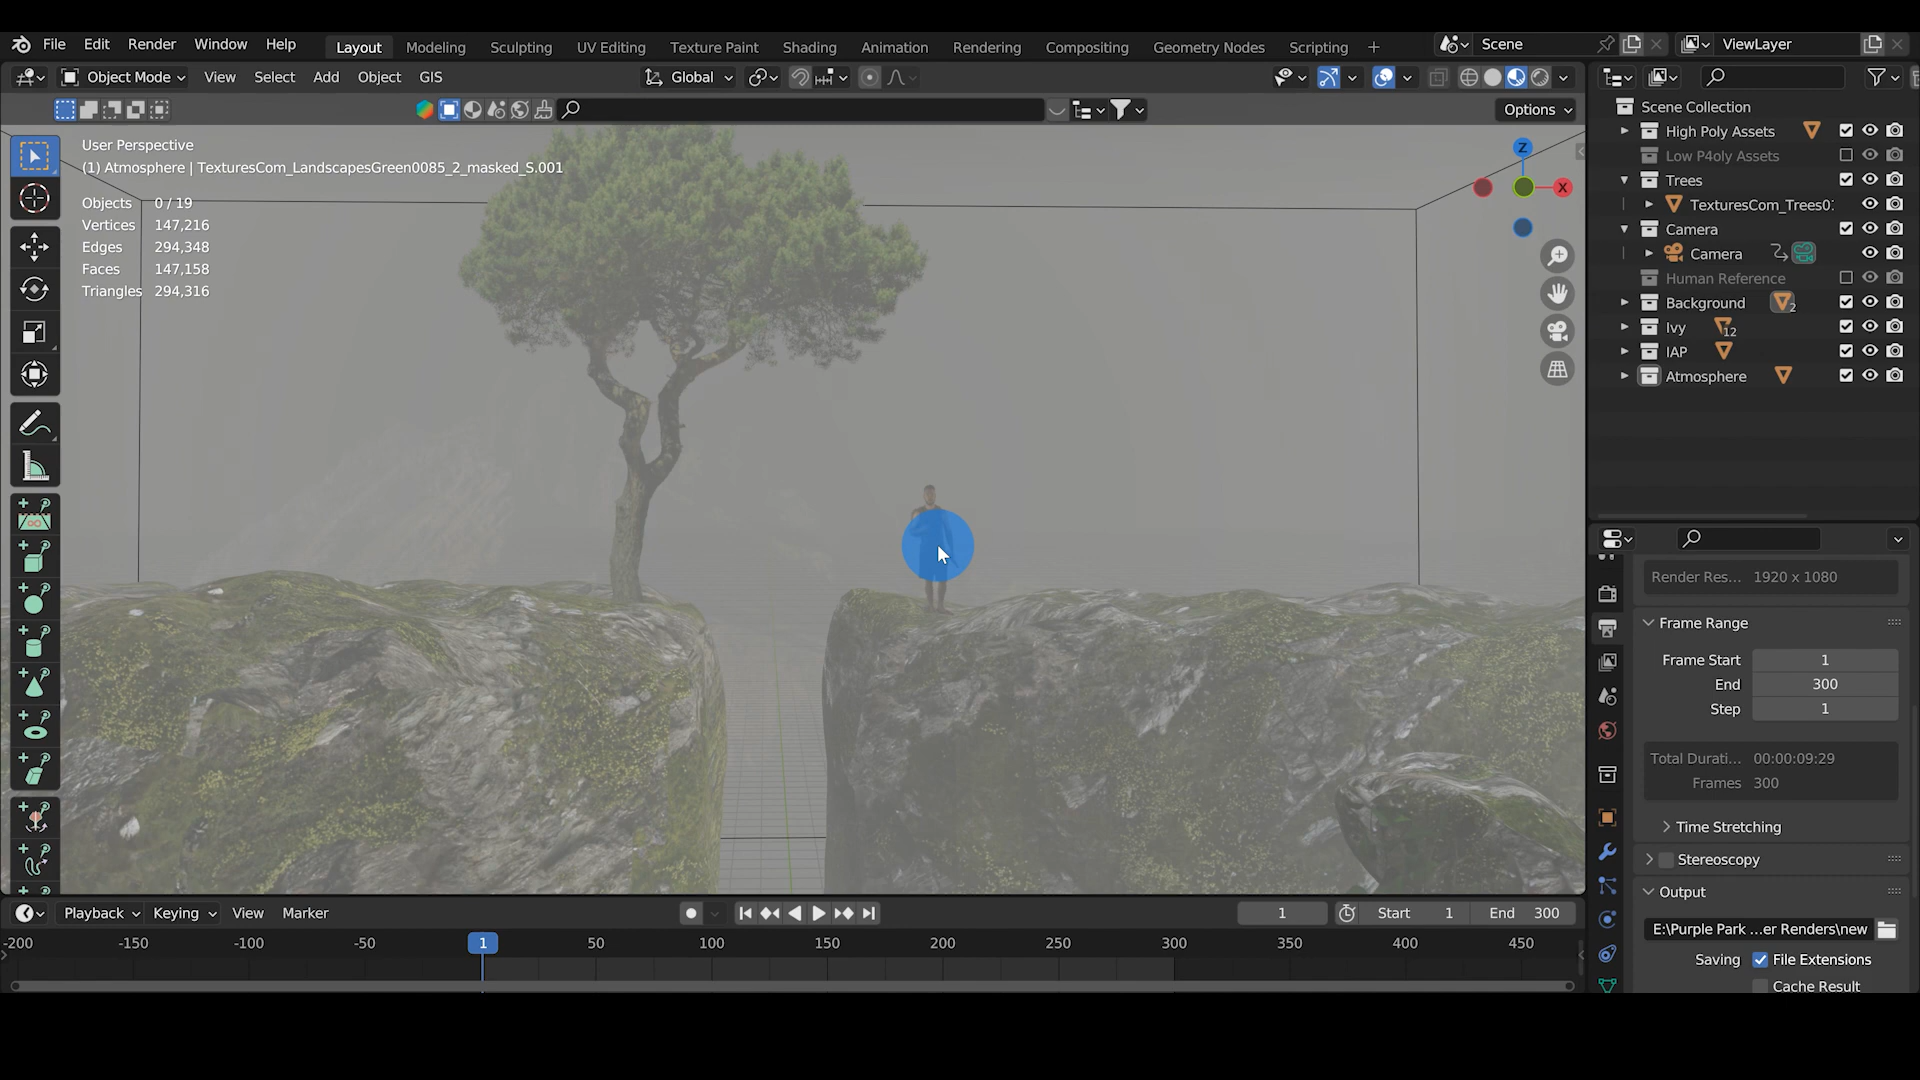 File Edit Render Window Help Layout Modeling Sculpting UV Editing Texture Paint Shading Animation Rendering Compositing Geometry Nodes Scripting + Scene ViewLayer
Object Mode View Select Add Object GIS Global
Options
User Perspective
(1) Atmosphere | TexturesCom_LandscapesGreen0085_2_masked_S.001
Objects 0 / 19
Vertices 147,216
Edges 294,348
Faces 147,158
Triangles 294,316
Z
X
Scene Collection
High Poly Assets
Low P4oly Assets
Trees
TexturesCom_Trees0
Camera
Camera
Human Reference
Background 2
Ivy 12
IAP
Atmosphere
Render Res... 1920 x 1080
Frame Range
Frame Start 1
End 300
Step 1
Total Durati... 00:00:09:29
Frames 300
Time Stretching
Stereoscopy
Output
E:\Purple Park ...er Renders\new
Saving File Extensions
Cache Result
Playback Keying View Marker 1 Start 1 End 300
-200 -150 -100 -50 1 50 100 150 200 250 300 350 400 450